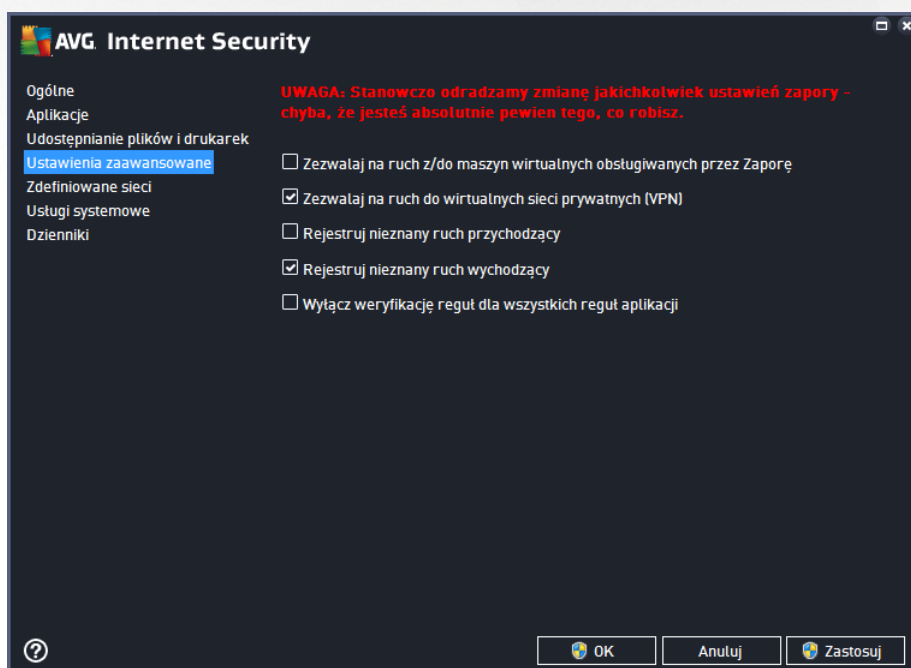 AVG. Internet Security
Ogólne
Aplikacje
Udostępnianie plików i drukarek
Ustawienia zaawansowane
Zdefiniowane sieci
Usługi systemowe
Dzienniki
UWAGA: Stanowczo odradzamy zmianę jakichkolwiek ustawień zapory -
chyba, że jesteś absolutnie pewien tego, co robisz.
Zezwalaj na ruch z/do maszyn wirtualnych obsługiwanych przez Zaporę
Zezwalaj na ruch do wirtualnych sieci prywatnych (VPN)
Rejestruj nieznany ruch przychodzący
Rejestruj nieznany ruch wychodzący
Wyłącz weryfikację reguł dla wszystkich reguł aplikacji
OK
Anuluj
Zastosuj